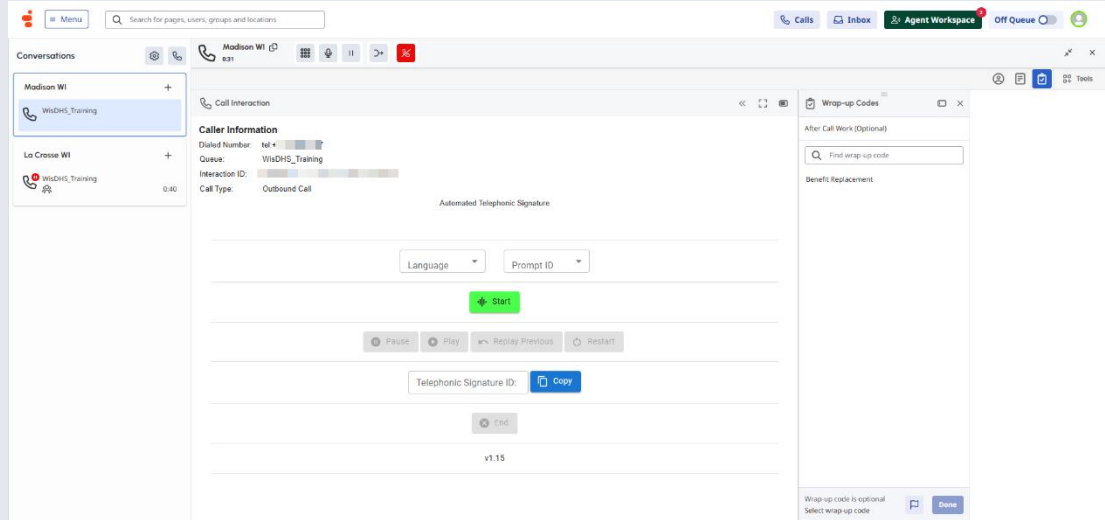 Menu
Search for pages, users, groups and locations
Calls
Inbox
Agent Workspace
2
Off Queue
Conversations
Madison WI
0:31
Tools
Madison WI
WisDHS_Training
La Crosse WI
WisDHS_Training
0:40
Call Interaction
Caller Information
Dialed Number: tel:+
Queue: WisDHS_Training
Interaction ID:
Call Type: Outbound Call
Automated Telephonic Signature
Language
Prompt ID
Start
Pause
Play
Replay Previous
Restart
Telephonic Signature ID:
Copy
End
v1.15
Wrap-up Codes
After Call Work (Optional)
Find wrap-up code
Benefit Replacement
Wrap-up code is optional
Select wrap-up code
Done